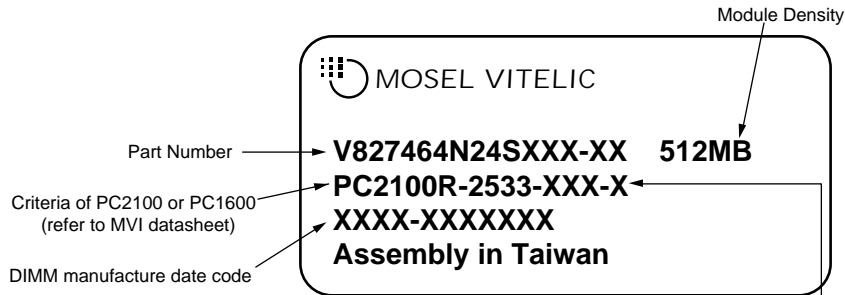 Module Density
MOSEL VITELIC
Part Number
V827464N24SXXX-XX 512MB
Criteria of PC2100 or PC1600
(refer to MVI datasheet)
PC2100R-2533-XXX-X
XXXX-XXXXXXX
DIMM manufacture date code
Assembly in Taiwan